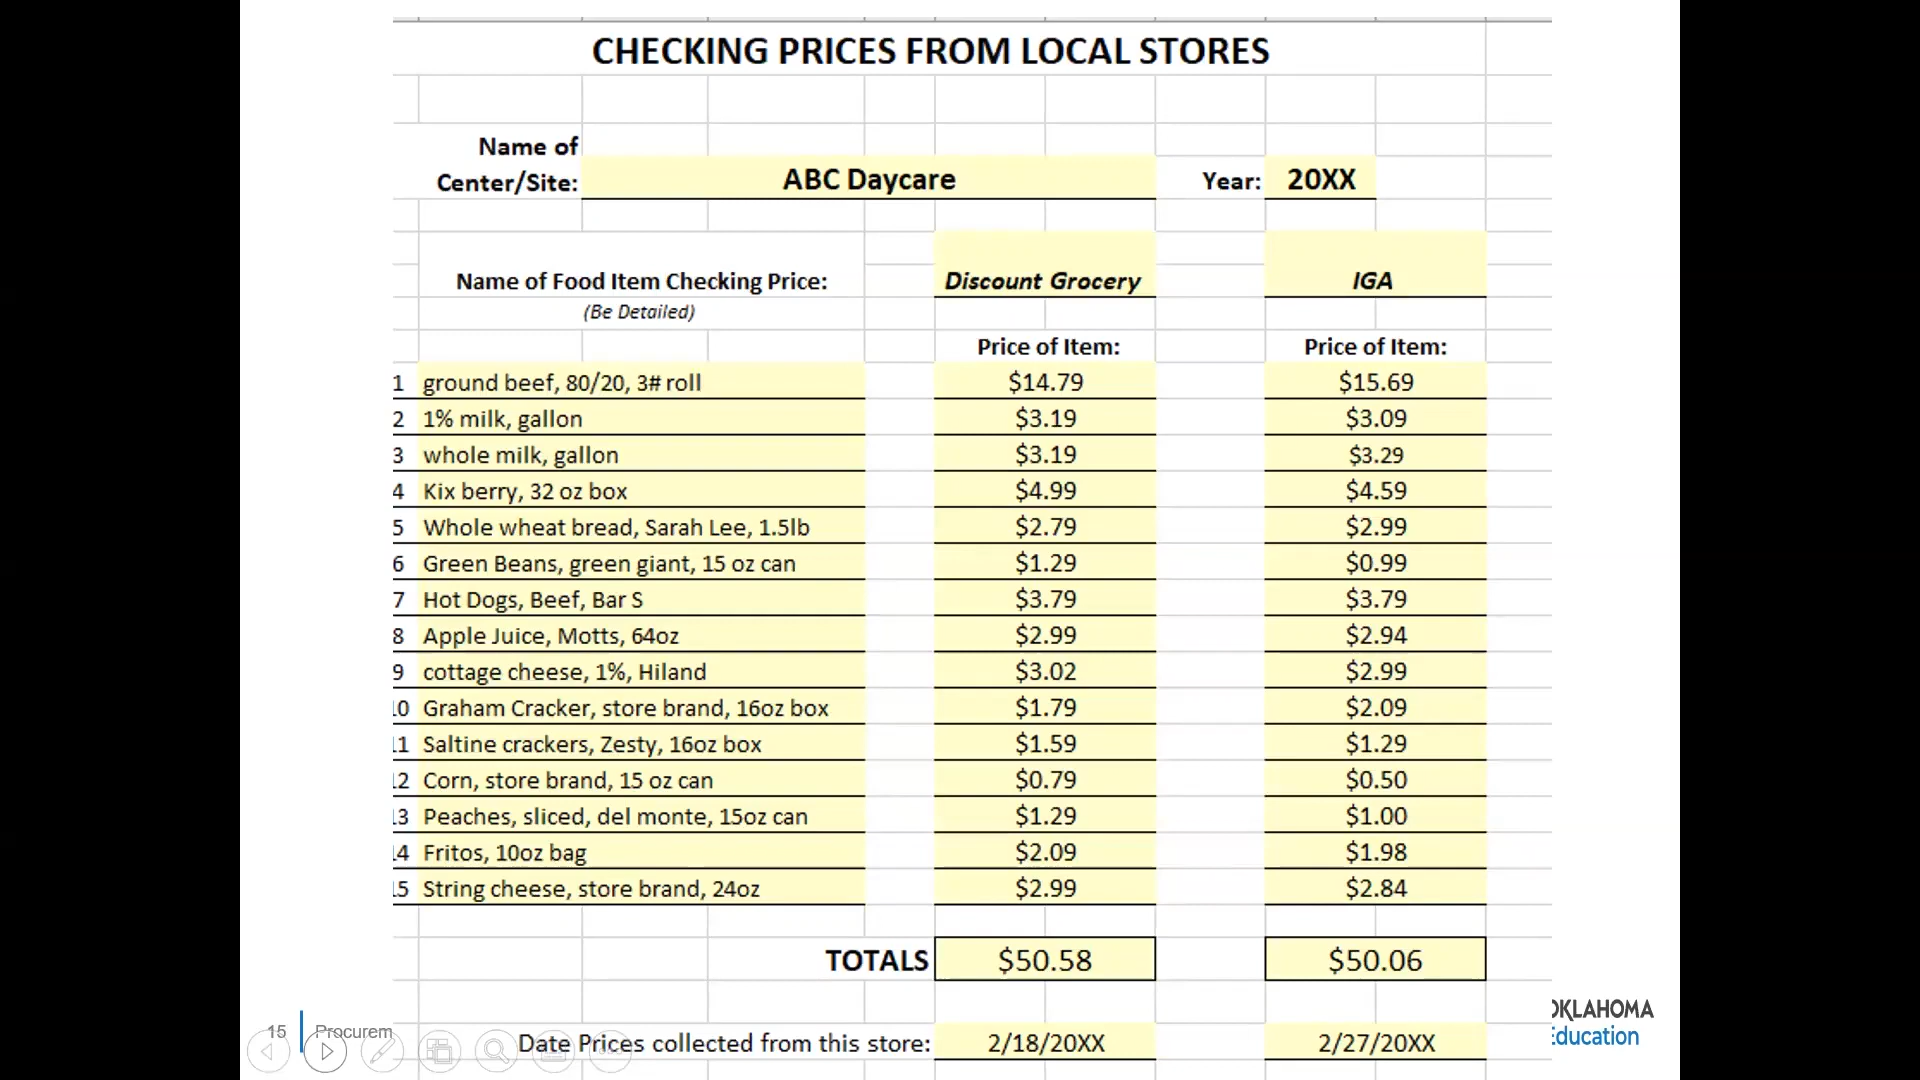 CHECKING PRICES FROM LOCAL STORES
Name of
Center/Site: ABC Daycare Year: 20XX
Name of Food Item Checking Price: Discount Grocery IGA
(Be Detailed)
Price of Item: Price of Item:
1 ground beef, 80/20, 3# roll $14.79 $15.69
2 1% milk, gallon $3.19 $3.09
3 whole milk, gallon $3.19 $3.29
4 Kix berry, 32 oz box $4.99 $4.59
5 Whole wheat bread, Sarah Lee, 1.5lb $2.79 $2.99
6 Green Beans, green giant, 15 oz can $1.29 $0.99
7 Hot Dogs, Beef, Bar S $3.79 $3.79
8 Apple Juice, Motts, 64oz $2.99 $2.94
9 cottage cheese, 1%, Hiland $3.02 $2.99
10 Graham Cracker, store brand, 16oz box $1.79 $2.09
11 Saltine crackers, Zesty, 16oz box $1.59 $1.29
12 Corn, store brand, 15 oz can $0.79 $0.50
13 Peaches, sliced, del monte, 15oz can $1.29 $1.00
14 Fritos, 10oz bag $2.09 $1.98
15 String cheese, store brand, 24oz $2.99 $2.84
TOTALS $50.58 $50.06
Date Prices collected from this store: 2/18/20XX 2/27/20XX
15 Procurem
OKLAHOMA
Education